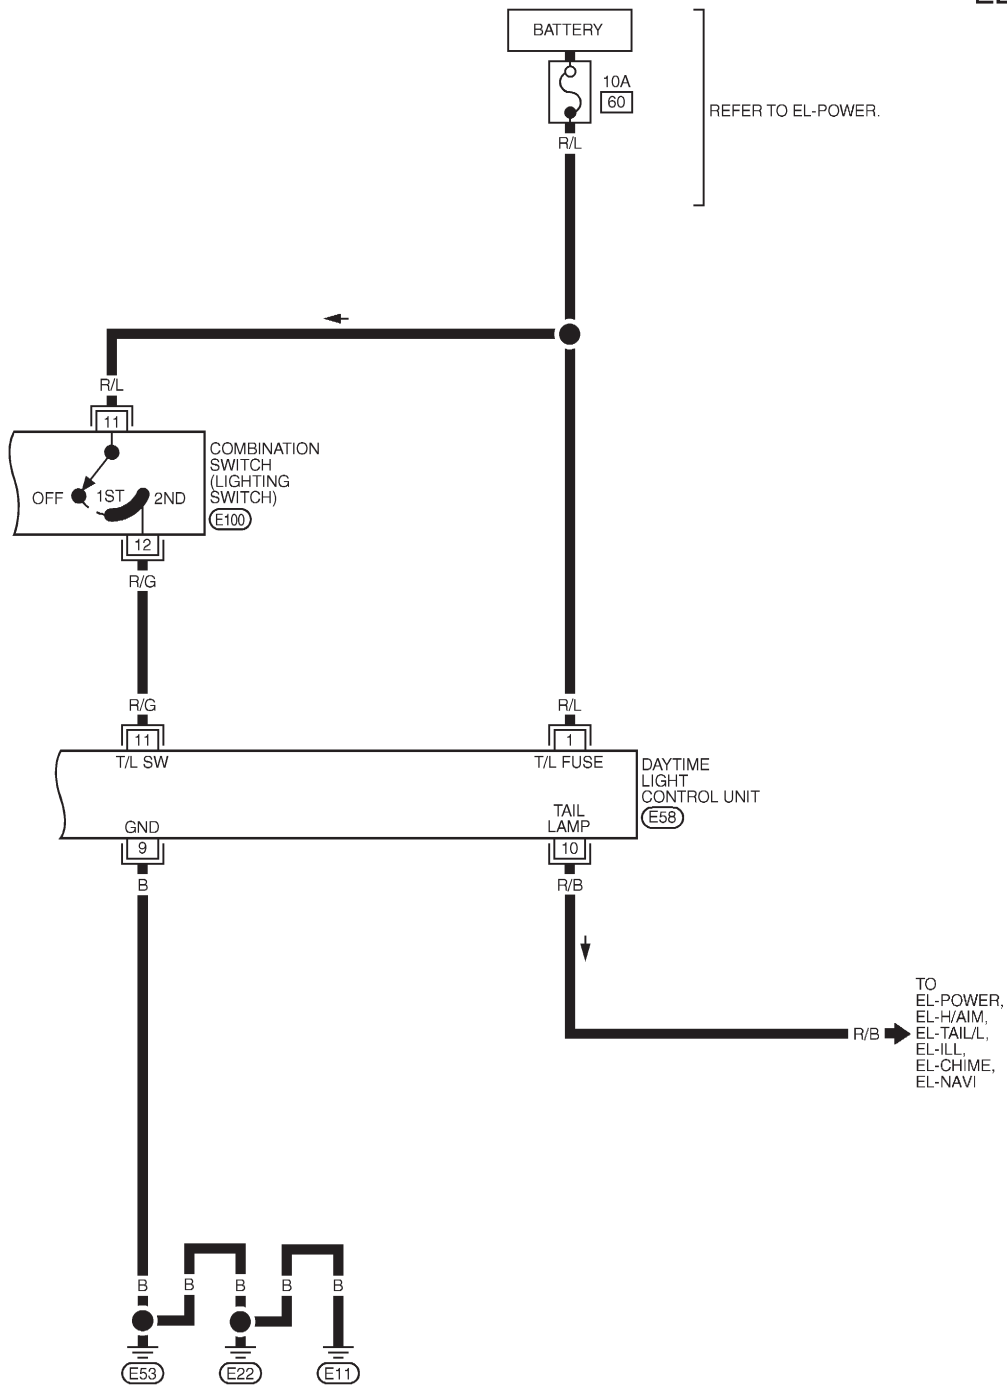 BATTERY
10A
60
REFER TO EL-POWER.
R/L
R/L
11
COMBINATION
SWITCH
(LIGHTING
SWITCH)
E100
OFF
1ST
2ND
12
R/G
R/G
R/L
11
1
T/L SW
T/L FUSE
DAYTIME
LIGHT
CONTROL UNIT
E58
GND
TAIL
LAMP
9
10
B
R/B
TO
EL-POWER,
EL-H/AIM,
EL-TAIL/L,
EL-ILL,
EL-CHIME,
EL-NAVI
R/B
B
B
B
B
B
E53
E22
E11